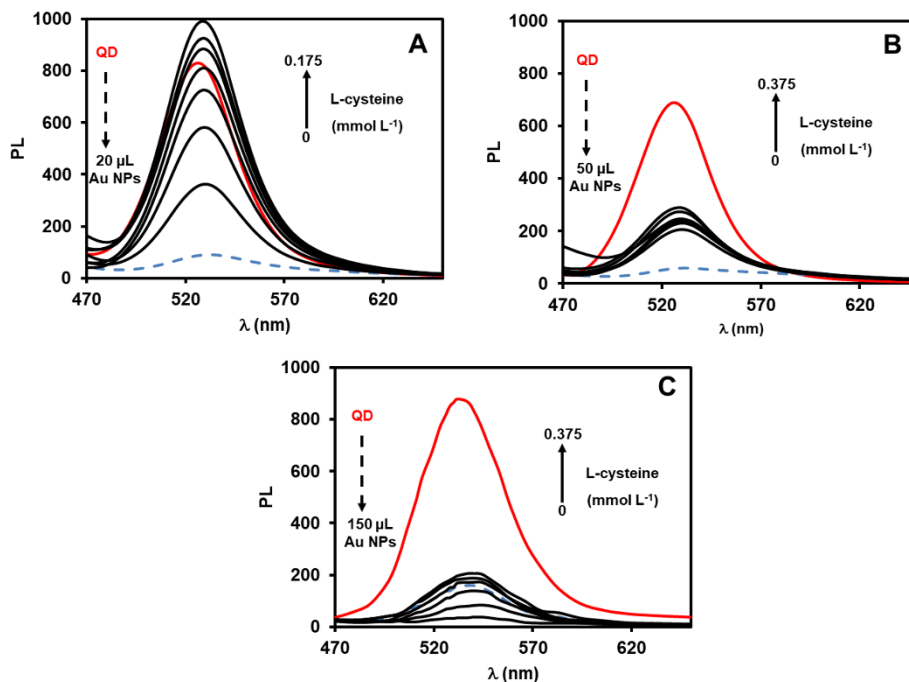 A
1000
800
600
400
200
0
PL
QD
20 µL
Au NPs
0.175
L-cysteine
(mmol L-1)
0
470
520
570
620
λ (nm)
B
1000
800
600
400
200
0
PL
QD
50 µL
Au NPs
0.375
L-cysteine
(mmol L-1)
0
470
520
570
620
λ (nm)
C
1000
800
600
400
200
0
PL
QD
150 µL
Au NPs
0.375
L-cysteine
(mmol L-1)
0
470
520
570
620
λ (nm)